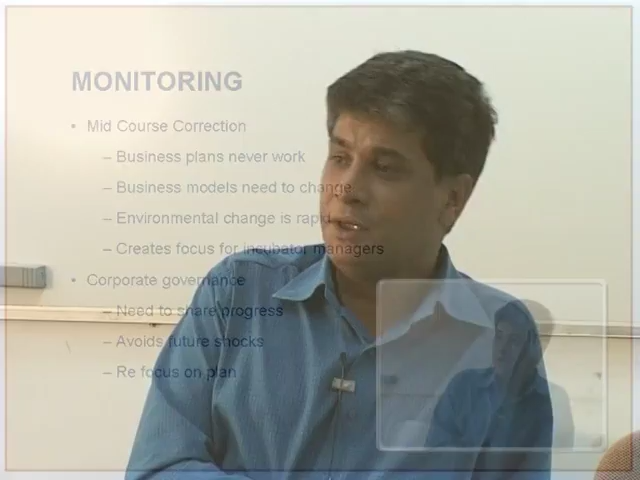 MONITORING
• Mid Course Correction
– Business plans never work
– Business models need to change
– Environmental change is rapid
– Creates focus for incubator managers
• Corporate governance
– Need to share progress
– Avoids future shocks
– Re focus on plan